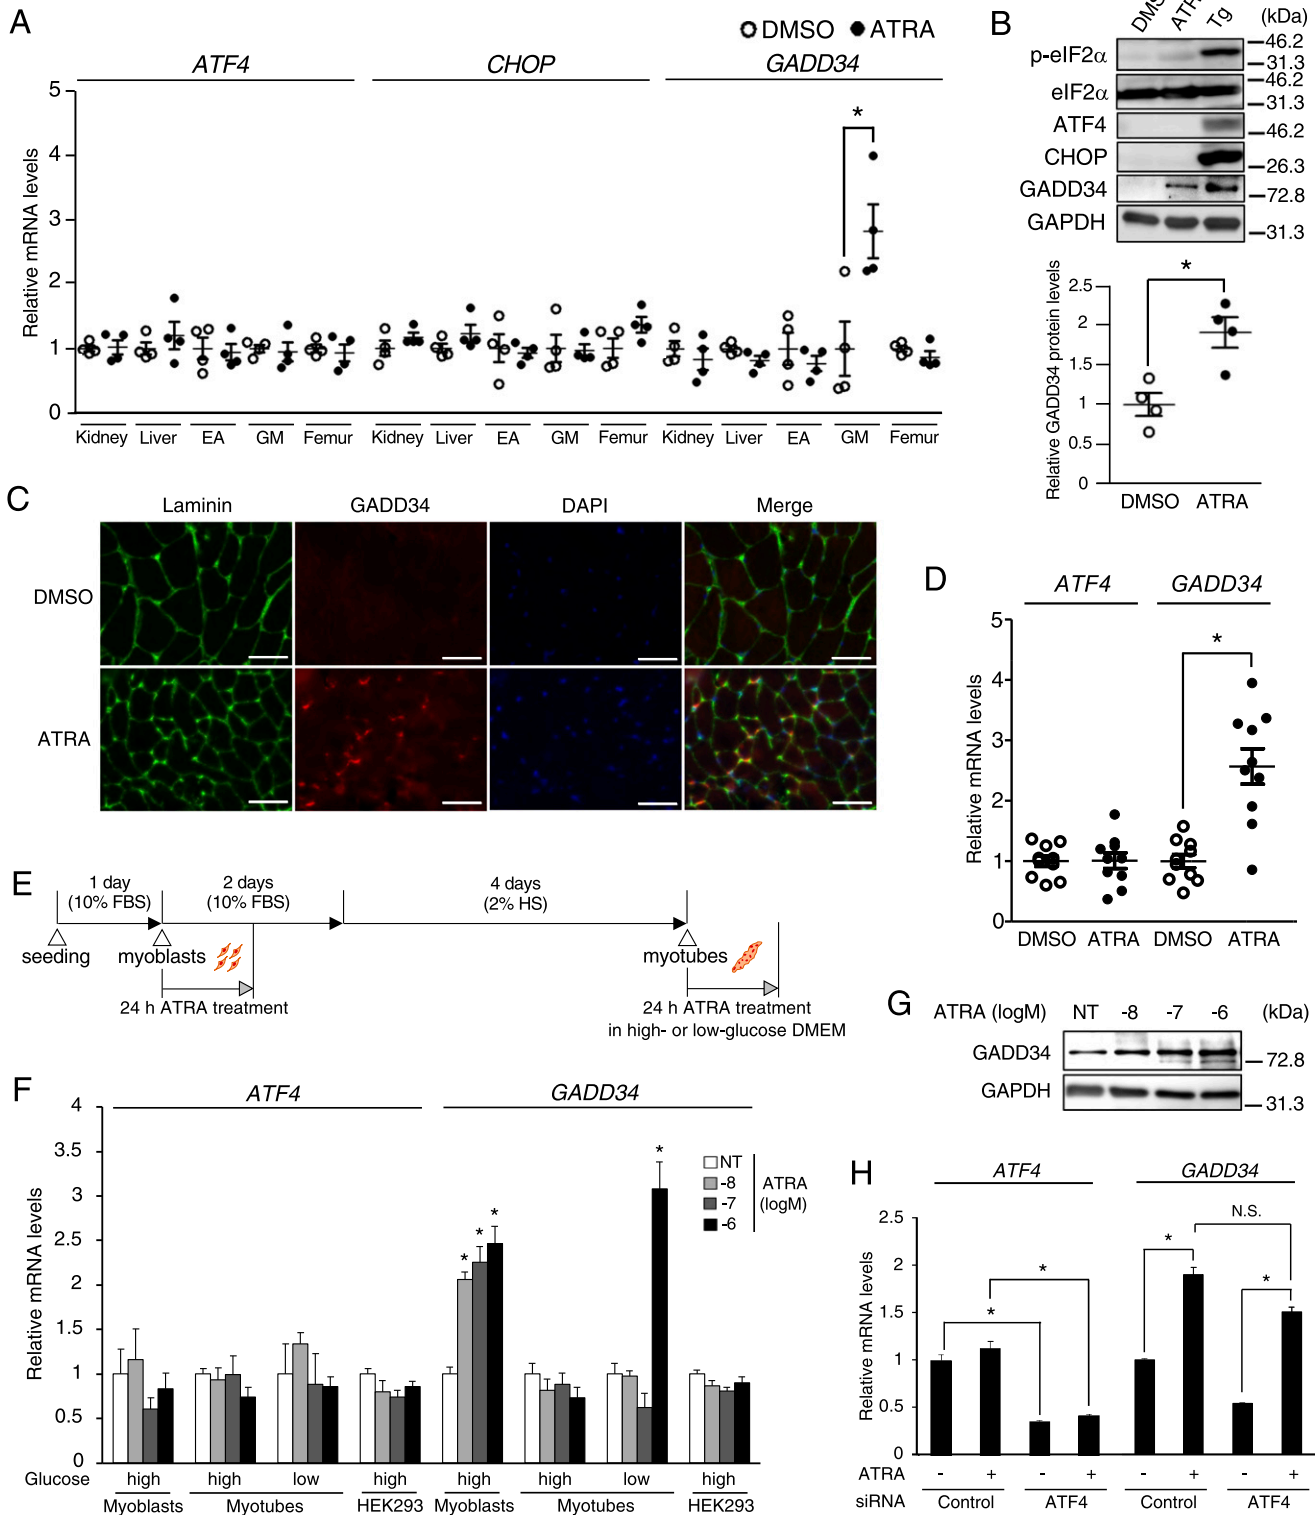 A
DMSO ATRA
ATF4 CHOP GADD34
Relative mRNA levels
5
4
3
2
1
0
*
Kidney Liver EA GM Femur Kidney Liver EA GM Femur Kidney Liver EA GM Femur
B
Tg (kDa)
p-eIF2α 46.2
31.3
eIF2α 46.2
31.3
ATF4 46.2
CHOP 26.3
GADD34 72.8
GAPDH 31.3
Relative GADD34 protein levels
2.5
2
1.5
1
0.5
0
*
DMSO ATRA
C
Laminin GADD34 DAPI Merge
DMSO
ATRA
D
ATF4 GADD34
Relative mRNA levels
5
4
3
2
1
0
*
DMSO ATRA DMSO ATRA
E
1 day
(10% FBS)
2 days
(10% FBS)
4 days
(2% HS)
seeding myoblasts myotubes
24 h ATRA treatment
24 h ATRA treatment
in high- or low-glucose DMEM
F
ATF4 GADD34
Relative mRNA levels
4
3.5
3
2.5
2
1.5
1
0.5
0
* * * *
NT
-8
-7
-6
ATRA
(logM)
Glucose high high low high high high low high
Myoblasts Myotubes HEK293 Myoblasts Myotubes HEK293
G
ATRA (logM) NT -8 -7 -6 (kDa)
GADD34 72.8
GAPDH 31.3
H
ATF4 GADD34
Relative mRNA levels
2.5
2
1.5
1
0.5
0
* * * N.S. *
ATRA - + - + - + - +
siRNA Control ATF4 Control ATF4